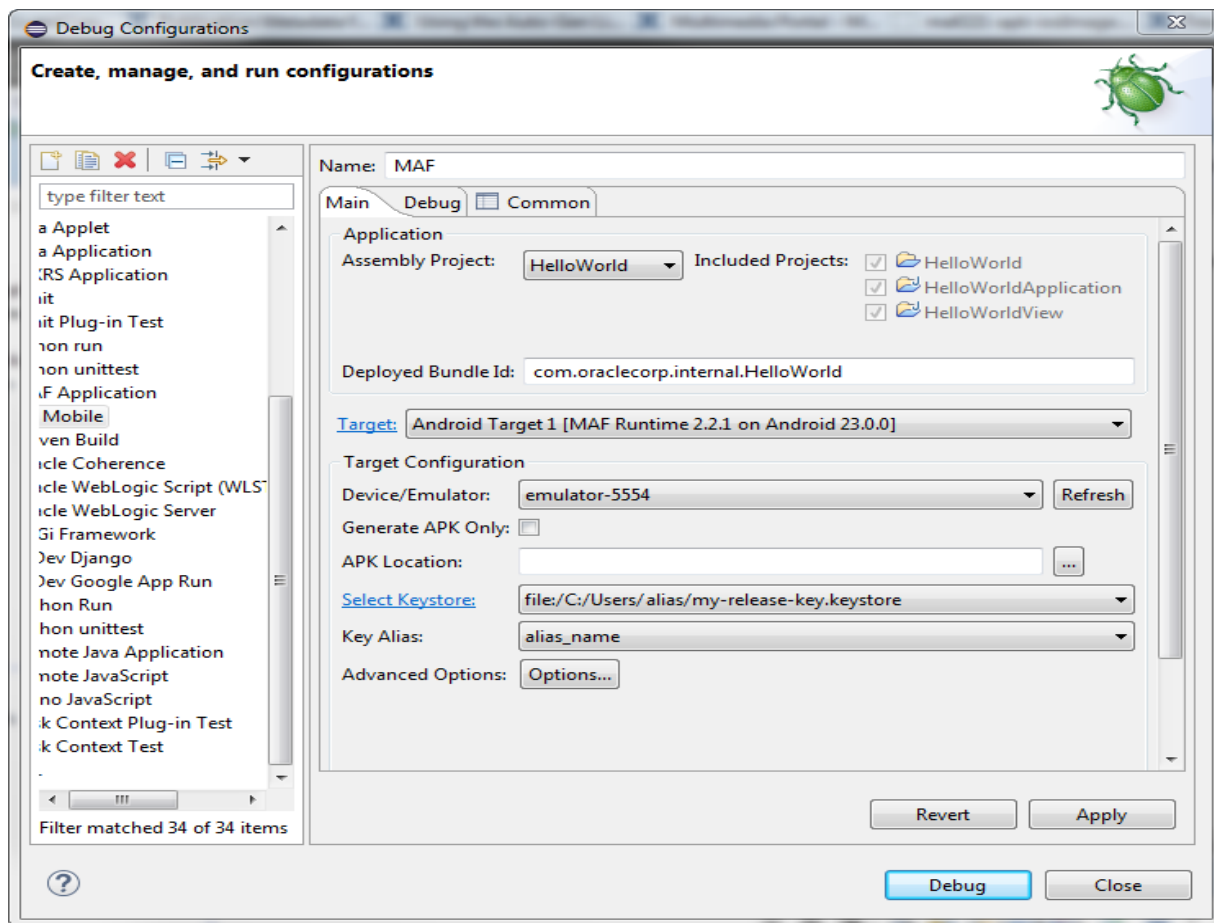 Debug Configurations
Create, manage, and run configurations
type filter text
a Applet
a Application
RS Application
it
it Plug-in Test
hon run
hon unittest
F Application
Mobile
ven Build
cle Coherence
cle WebLogic Script (WLST
cle WebLogic Server
Gi Framework
Dev Django
Dev Google App Run
hon Run
hon unittest
mote Java Application
mote JavaScript
no JavaScript
k Context Plug-in Test
k Context Test
Filter matched 34 of 34 items
Name: MAF
Main Debug Common
Application
Assembly Project: HelloWorld Included Projects: HelloWorld
HelloWorldApplication
HelloWorldView
Deployed Bundle Id: com.oraclecorp.internal.HelloWorld
Target: Android Target 1 [MAF Runtime 2.2.1 on Android 23.0.0]
Target Configuration
Device/Emulator: emulator-5554 Refresh
Generate APK Only:
APK Location: ...
Select Keystore: file:/C:/Users/alias/my-release-key.keystore
Key Alias: alias_name
Advanced Options: Options...
Revert Apply
? Debug Close